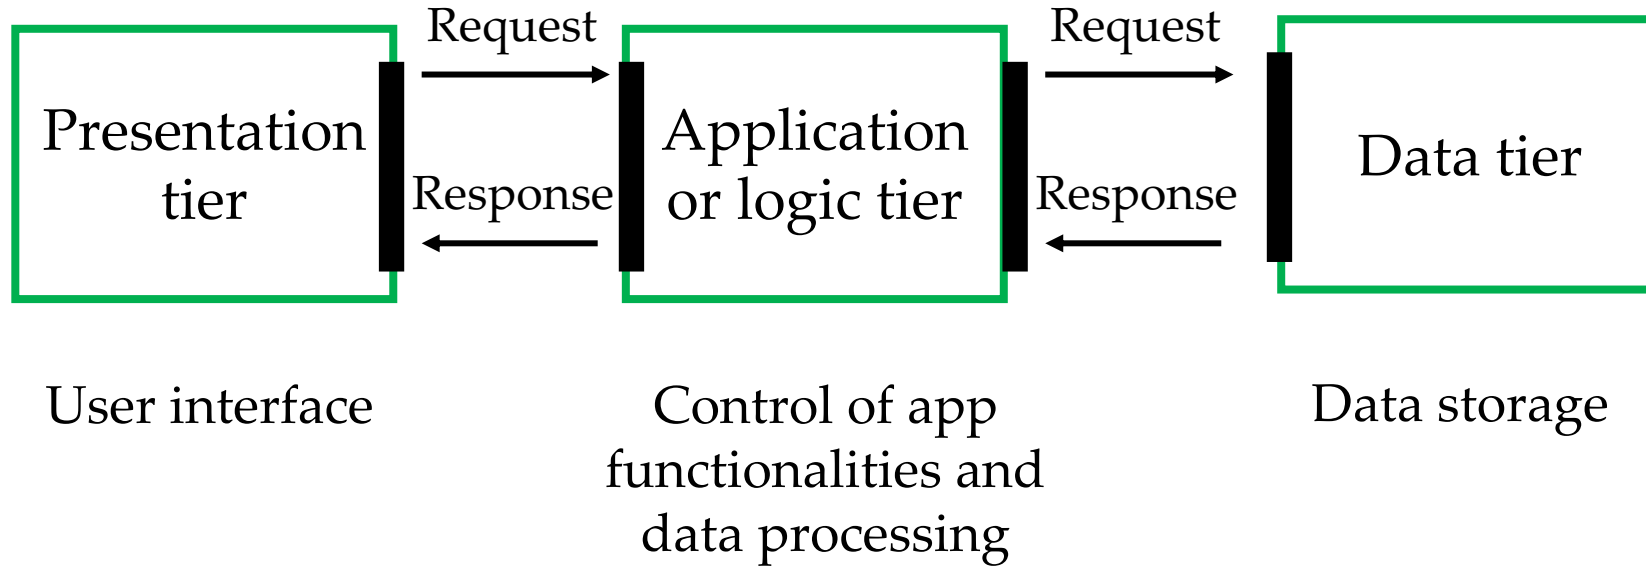 Request
Request
Presentation
tier
Application
or logic tier
Data tier
Response
Response
User interface
Control of app
functionalities and
data processing
Data storage